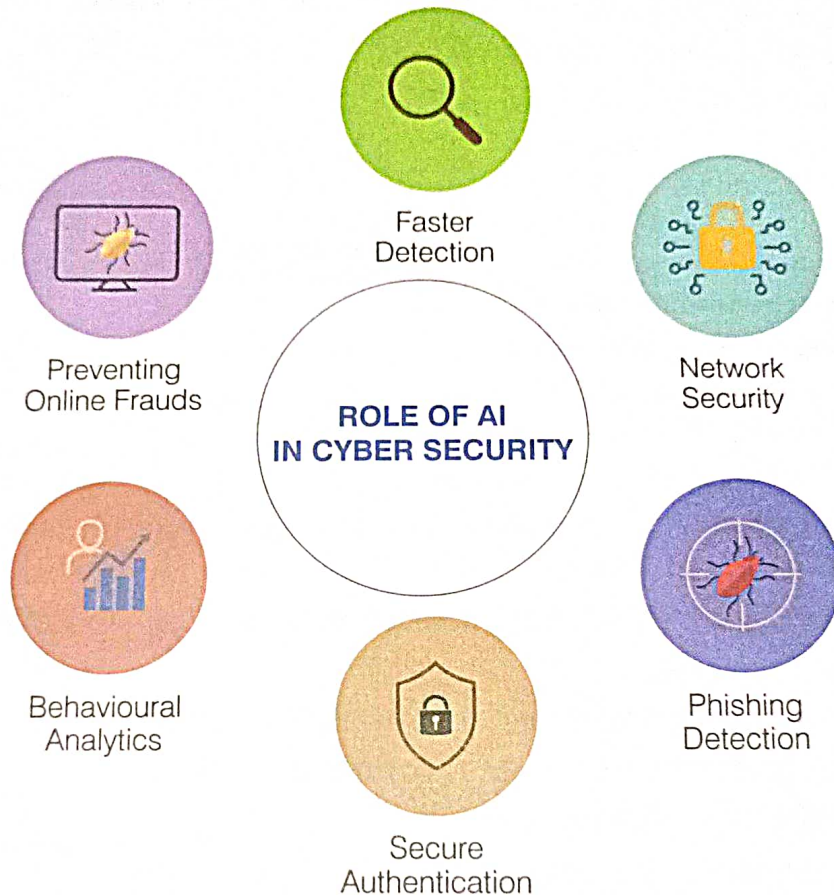 Faster
Detection
Preventing
Online Frauds
Network
Security
ROLE OF AI
IN CYBER SECURITY
Behavioural
Analytics
Phishing
Detection
Secure
Authentication